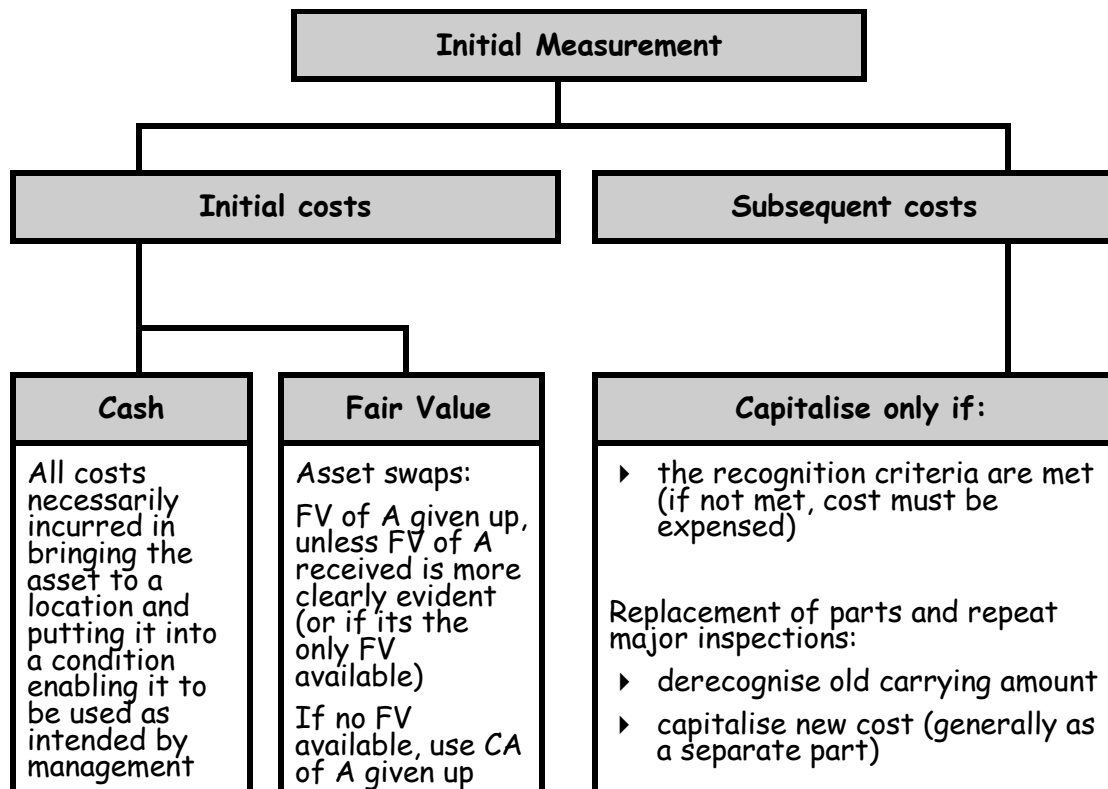 Initial Measurement
Initial costs
Subsequent costs
Cash
All costs
necessarily
incurred in
bringing the
asset to a
location and
putting it into
a condition
enabling it to
be used as
intended by
management
Fair Value
Asset swaps:
FV of A given up,
unless FV of A
received is more
clearly evident
(or if its the
only FV
available)
If no FV
available, use CA
of A given up
Capitalise only if:
‣ the recognition criteria are met
(if not met, cost must be
expensed)
Replacement of parts and repeat
major inspections:
‣ derecognise old carrying amount
‣ capitalise new cost (generally as
a separate part)